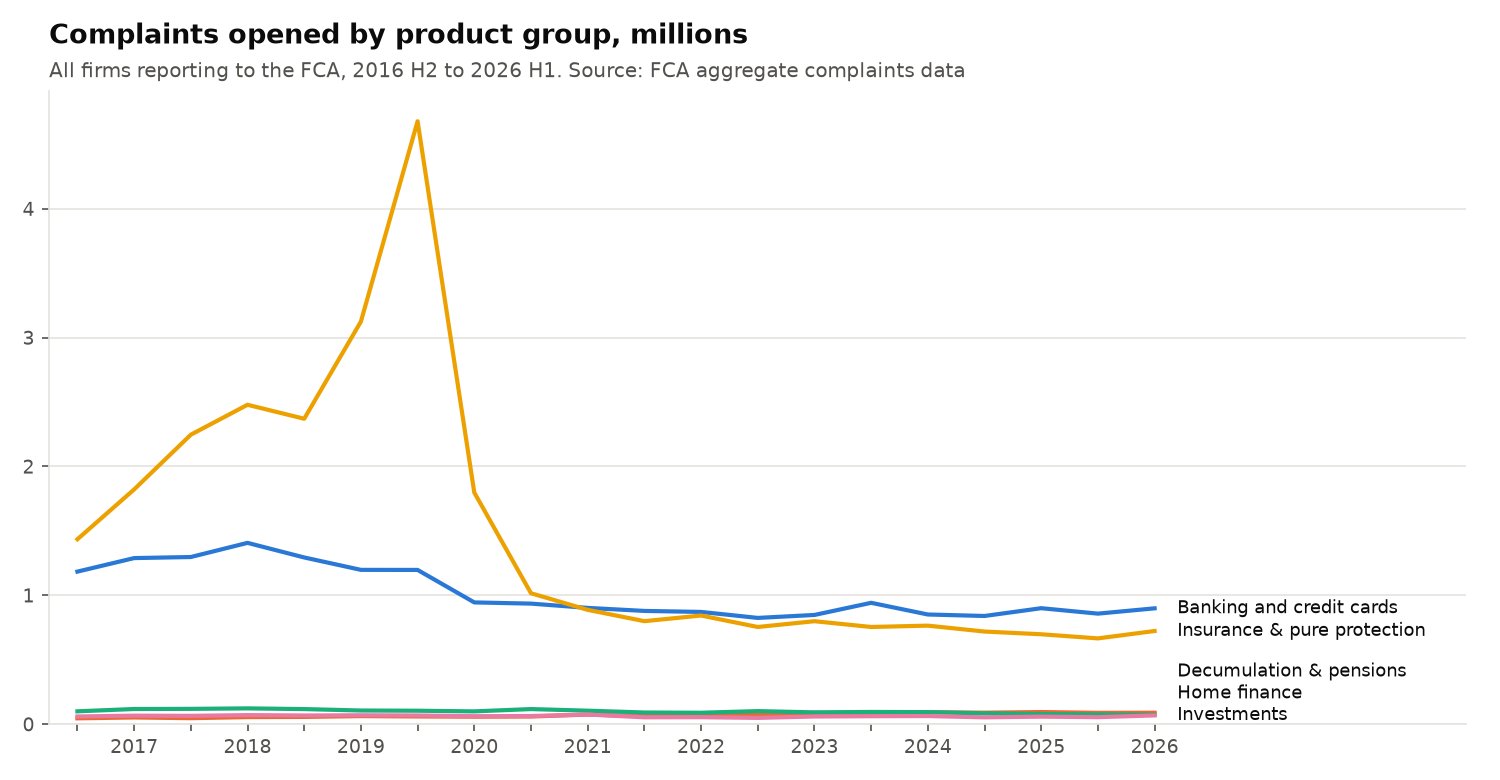 Complaints opened by product group, millions
All firms reporting to the FCA, 2016 H2 to 2026 H1. Source: FCA aggregate complaints data
4
3
2
1
0
Banking and credit cards
Insurance & pure protection
Decumulation & pensions
Home finance
Investments
2017 2018 2019 2020 2021 2022 2023 2024 2025 2026